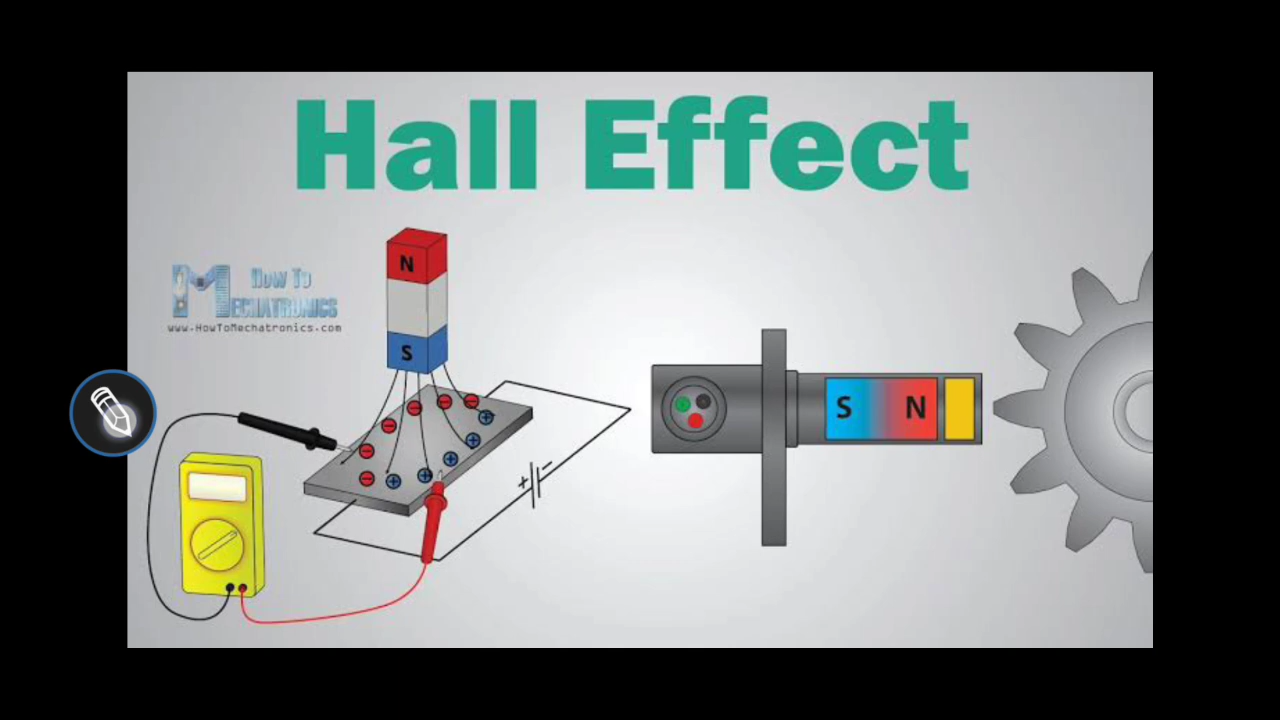 Hall Effect
How To
Mechatronics
www.HowToMechatronics.com
N
S
S N
+ -